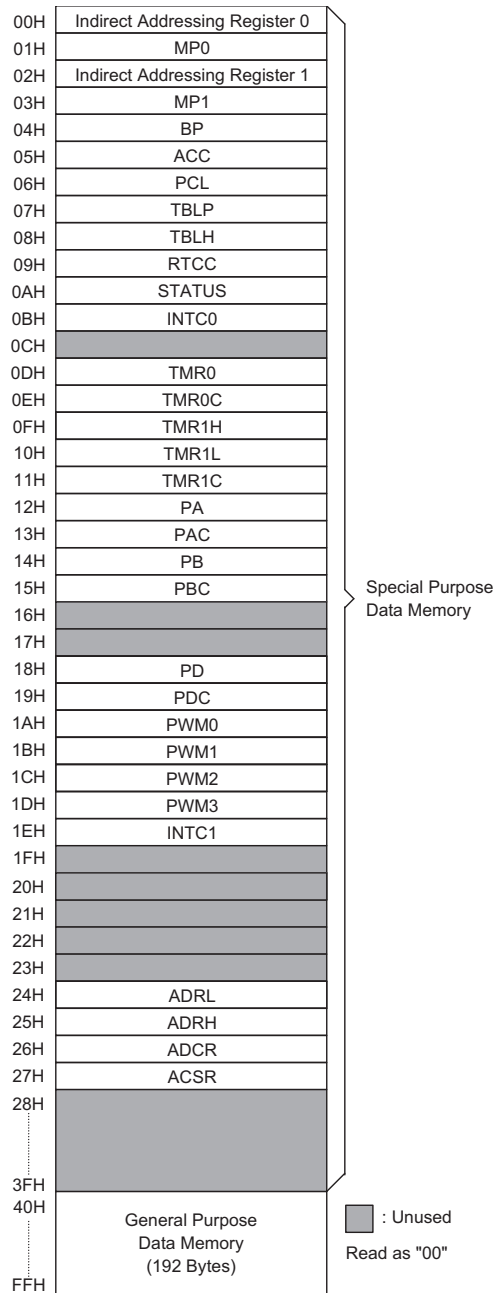 00H Indirect Addressing Register 0
01H MP0
02H Indirect Addressing Register 1
03H MP1
04H BP
05H ACC
06H PCL
07H TBLP
08H TBLH
09H RTCC
0AH STATUS
0BH INTC0
0CH
0DH TMR0
0EH TMR0C
0FH TMR1H
10H TMR1L
11H TMR1C
12H PA
13H PAC
14H PB
15H PBC
Special Purpose
Data Memory
16H
17H
18H PD
19H PDC
1AH PWM0
1BH PWM1
1CH PWM2
1DH PWM3
1EH INTC1
1FH
20H
21H
22H
23H
24H ADRL
25H ADRH
26H ADCR
27H ACSR
28H
3FH
40H
General Purpose
Data Memory
(192 Bytes)
FFH
: Unused
Read as "00"